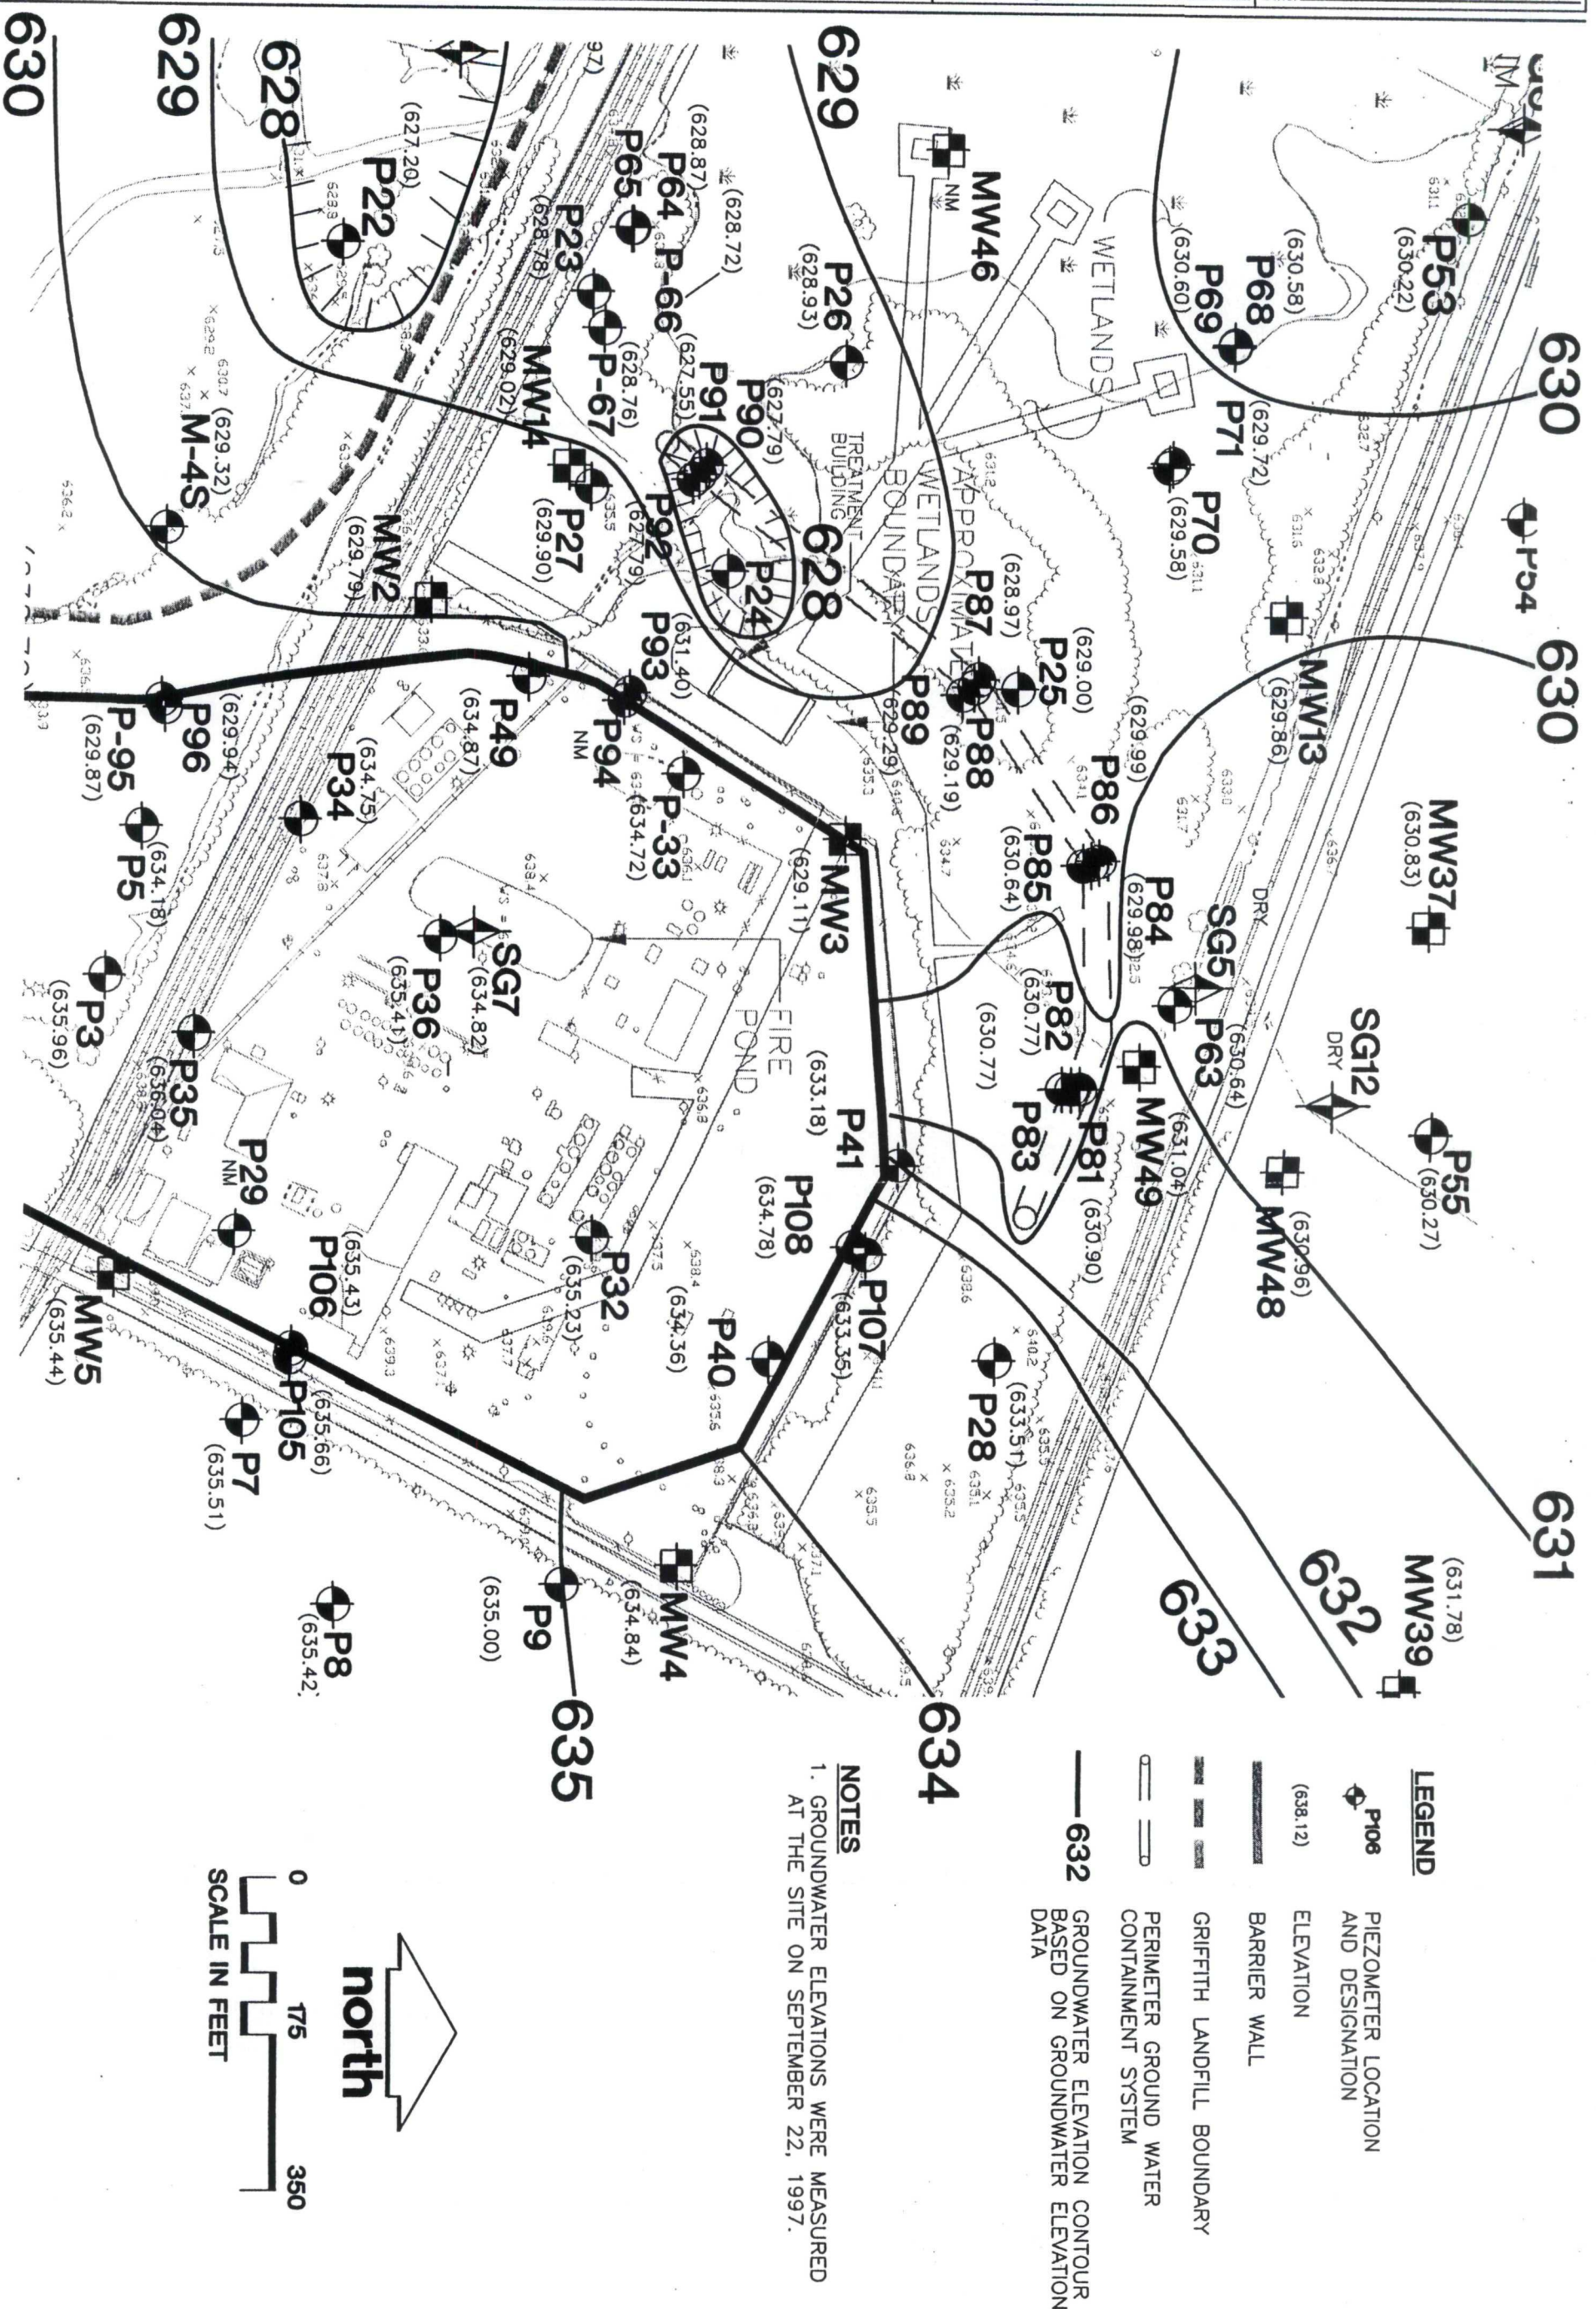 630
629
628
(627.20)
P22
P65
P64
(628.87)
(628.72)
P-66
P23
(628.78)
P-67
(628.76)
MW14
(629.02)
P27
(629.90)
M-4S
(629.32)
MW2
(629.79)
629
MW46
NM
WETLANDS
P26
(628.93)
P91
(627.55)
P90
(627.79)
P92
(627.79)
P24
628
TREATMENT
BUILDING
APPROXIMATE
WETLANDS
BOUNDARY
P53
(630.22)
P68
(630.58)
P69
(630.60)
630
P71
(629.72)
P70
(629.58)
P54
630
MW13
(629.86)
P87
(628.97)
P25
(629.00)
P88
(629.19)
P89
(629.29)
P86
(629.99)
P85
(630.64)
P84
(629.98)
SG5
DRY
P63
(630.64)
MW37
(630.83)
SG12
DRY
P55
(630.27)
MW49
(631.04)
MW48
(630.96)
P82
(630.77)
P83
(630.77)
P81
(630.90)
P93
(631.40)
P94
NM
P-33
(634.72)
P49
(634.87)
P96
(629.94)
P-95
(629.87)
P34
(634.75)
P5
(634.18)
P3
(635.96)
P35
(636.04)
SG7
(634.82)
P36
(635.41)
FIRE
POND
MW3
(629.11)
P41
(633.18)
P108
(634.78)
P107
(633.35)
P40
(634.36)
P28
(633.51)
P32
(635.23)
P29
NM
P106
(635.43)
P105
(635.66)
MW5
(635.44)
P7
(635.51)
P8
(635.42)
P9
(635.00)
MW4
(634.84)
MW39
(631.78)
631
632
633
634
635
LEGEND
P106 PIEZOMETER LOCATION
AND DESIGNATION
(638.12) ELEVATION
BARRIER WALL
GRIFFITH LANDFILL BOUNDARY
PERIMETER GROUND WATER
CONTAINMENT SYSTEM
632 GROUNDWATER ELEVATION CONTOUR
BASED ON GROUNDWATER ELEVATION
DATA
NOTES
1. GROUNDWATER ELEVATIONS WERE MEASURED
AT THE SITE ON SEPTEMBER 22, 1997.
north
0 175 350
SCALE IN FEET